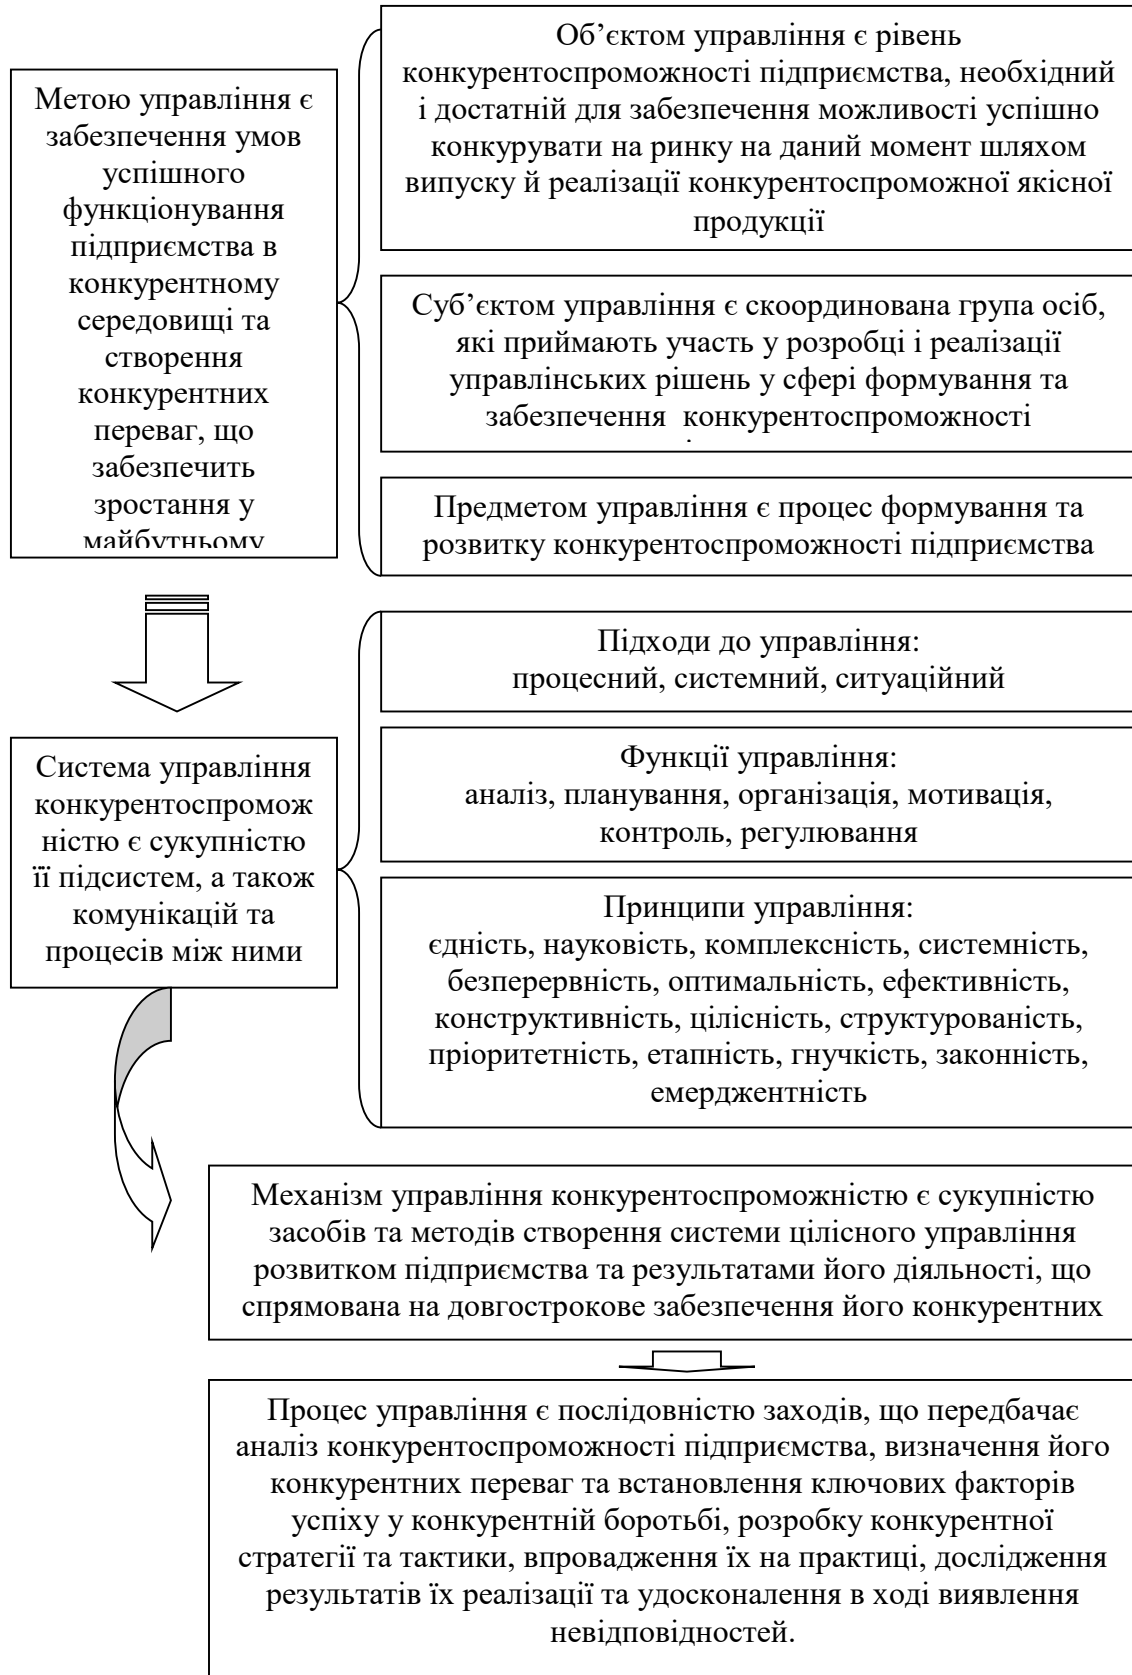 Метою управління є
забезпечення умов
успішного
функціонування
підприємства в
конкурентному
середовищі та
створення
конкурентних
переваг, що
забезпечить
зростання у
майбутньому
Об’єктом управління є рівень
конкурентоспроможності підприємства, необхідний
і достатній для забезпечення можливості успішно
конкурувати на ринку на даний момент шляхом
випуску й реалізації конкурентоспроможної якісної
продукції
Суб’єктом управління є скоординована група осіб,
які приймають участь у розробці і реалізації
управлінських рішень у сфері формування та
забезпечення конкурентоспроможності
Предметом управління є процес формування та
розвитку конкурентоспроможності підприємства
Система управління
конкурентоспромож
ністю є сукупністю
її підсистем, а також
комунікацій та
процесів між ними
Підходи до управління:
процесний, системний, ситуаційний
Функції управління:
аналіз, планування, організація, мотивація,
контроль, регулювання
Принципи управління:
єдність, науковість, комплексність, системність,
безперервність, оптимальність, ефективність,
конструктивність, цілісність, структурованість,
пріоритетність, етапність, гнучкість, законність,
емерджентність
Механізм управління конкурентоспроможністю є сукупністю
засобів та методів створення системи цілісного управління
розвитком підприємства та результатами його діяльності, що
спрямована на довгострокове забезпечення його конкурентних
Процес управління є послідовністю заходів, що передбачає
аналіз конкурентоспроможності підприємства, визначення його
конкурентних переваг та встановлення ключових факторів
успіху у конкурентній боротьбі, розробку конкурентної
стратегії та тактики, впровадження їх на практиці, дослідження
результатів їх реалізації та удосконалення в ході виявлення
невідповідностей.